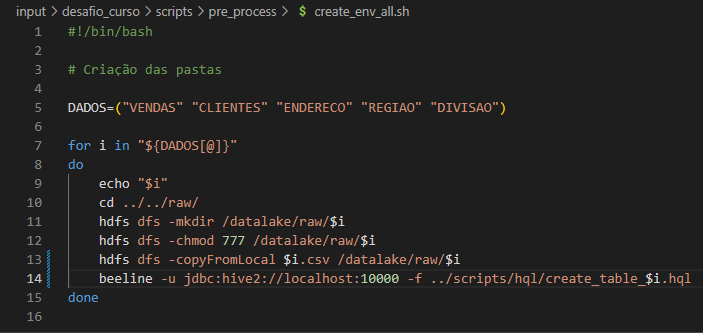 input > desafio_curso > scripts > pre_process > $ create_env_all.sh
1 #!/bin/bash
2
3 # Criação das pastas
4
5 DADOS=("VENDAS" "CLIENTES" "ENDERECO" "REGIAO" "DIVISAO")
6
7 for i in "${DADOS[@]}"
8 do
9     echo "$i"
10     cd ../../raw/
11     hdfs dfs -mkdir /datalake/raw/$i
12     hdfs dfs -chmod 777 /datalake/raw/$i
13     hdfs dfs -copyFromLocal $i.csv /datalake/raw/$i
14     beeline -u jdbc:hive2://localhost:10000 -f ../scripts/hql/create_table_$i.hql
15 done
16